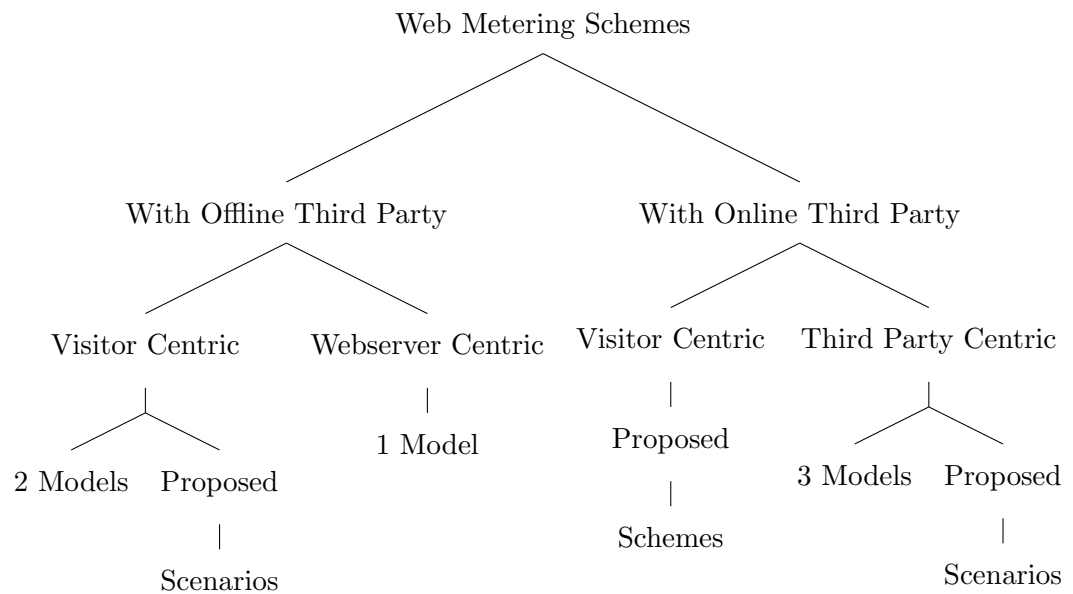 Web Metering Schemes
With Offline Third Party
With Online Third Party
Visitor Centric
Webserver Centric
Visitor Centric
Third Party Centric
2 Models
Proposed
Scenarios
1 Model
Proposed
Schemes
3 Models
Proposed
Scenarios